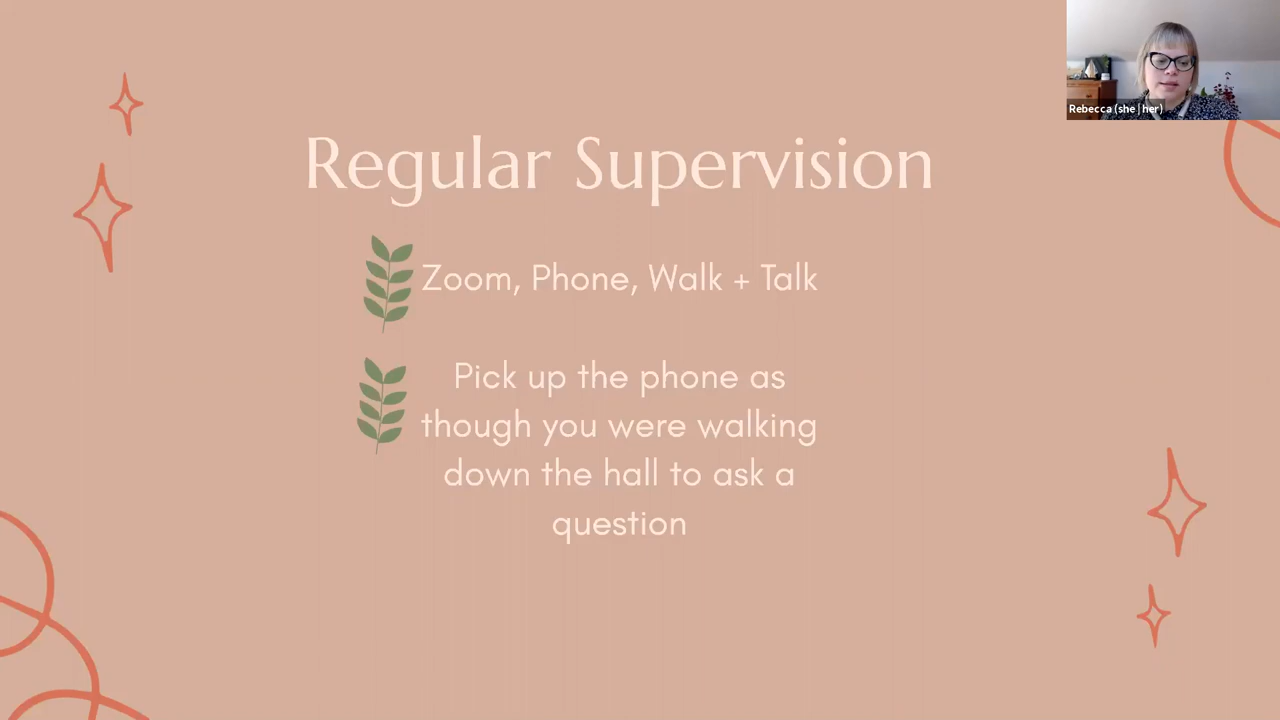 Rebecca (she | her)
Regular Supervision
Zoom, Phone, Walk + Talk
Pick up the phone as
though you were walking
down the hall to ask a
question